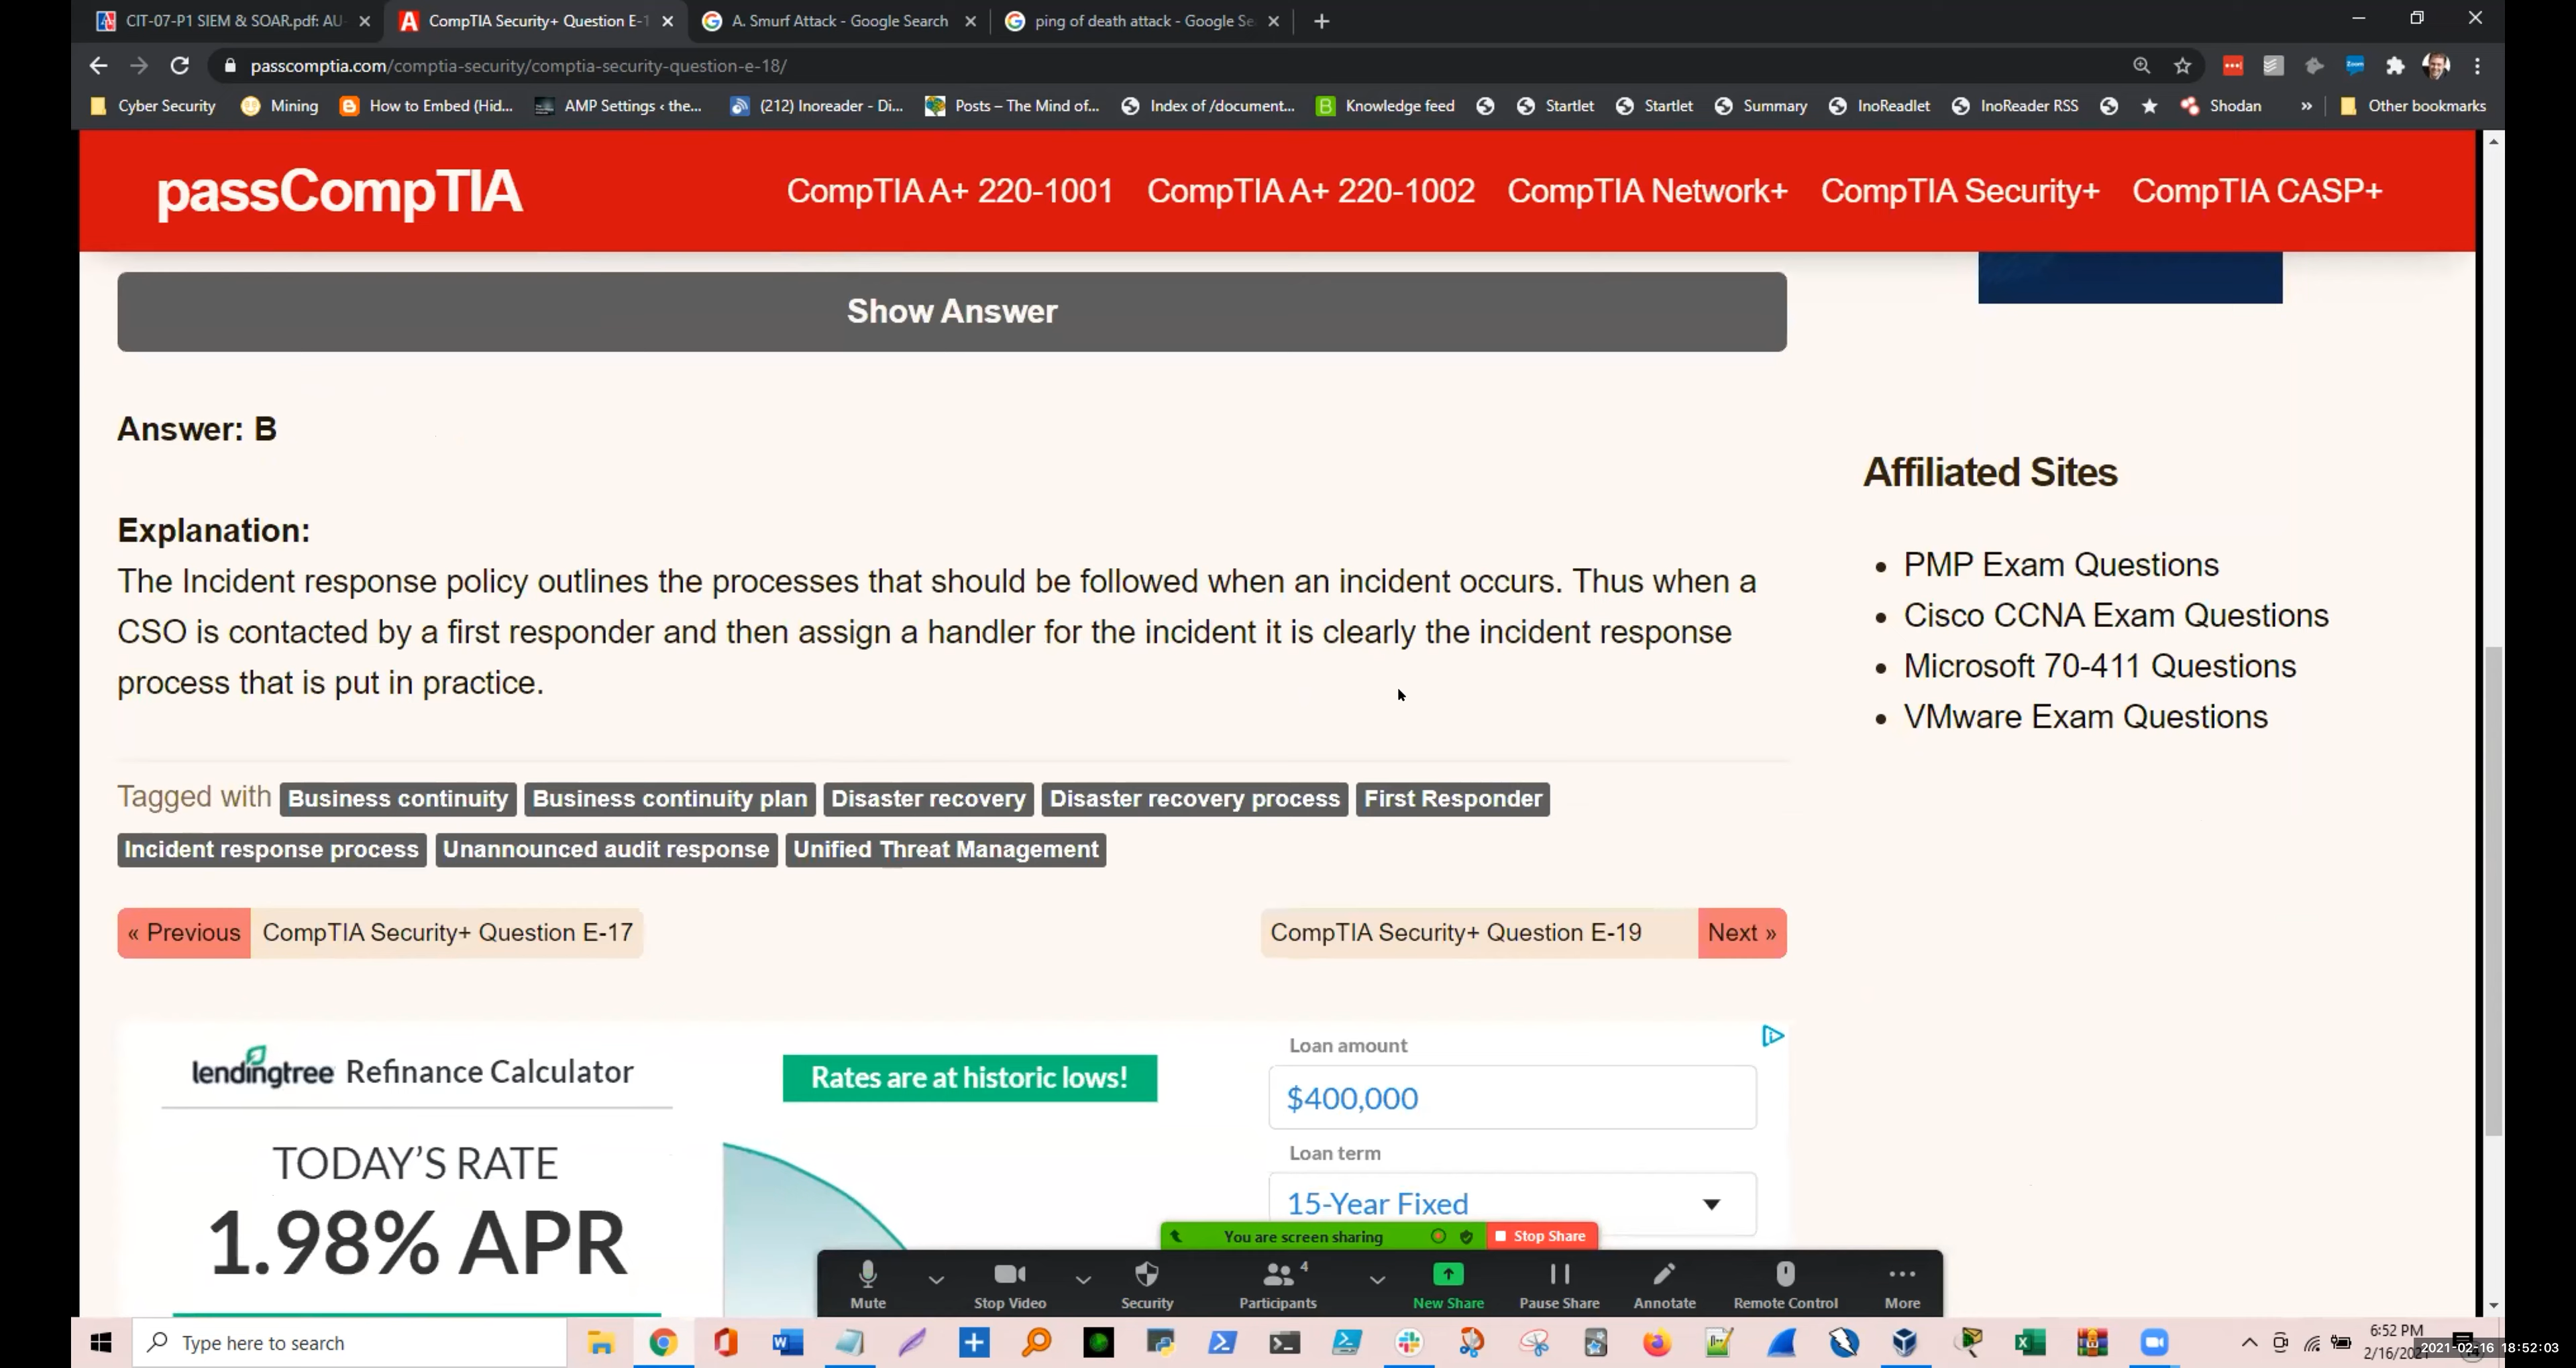 CIT-07-P1 SIEM & SOAR.pdf: AU-
CompTIA Security+ Question E-1
A. Smurf Attack - Google Search
ping of death attack - Google Se
passcomptia.com/comptia-security/comptia-security-question-e-18/
Cyber Security
Mining
How to Embed (Hid...
AMP Settings ‹ the...
(212) Inoreader - Di...
Posts – The Mind of...
Index of /document...
Knowledge feed
Startlet
Startlet
Summary
InoReadlet
InoReader RSS
Shodan
»
Other bookmarks
passCompTIA
CompTIA A+ 220-1001 CompTIA A+ 220-1002 CompTIA Network+ CompTIA Security+ CompTIA CASP+
Show Answer
Answer: B
Explanation:
The Incident response policy outlines the processes that should be followed when an incident occurs. Thus when a
CSO is contacted by a first responder and then assign a handler for the incident it is clearly the incident response
process that is put in practice.
Affiliated Sites
• PMP Exam Questions
• Cisco CCNA Exam Questions
• Microsoft 70-411 Questions
• VMware Exam Questions
Tagged with Business continuity Business continuity plan Disaster recovery Disaster recovery process First Responder
Incident response process Unannounced audit response Unified Threat Management
« Previous CompTIA Security+ Question E-17
CompTIA Security+ Question E-19 Next »
lendingtree Refinance Calculator
Rates are at historic lows!
TODAY'S RATE
1.98% APR
Loan amount
$400,000
Loan term
15-Year Fixed
You are screen sharing
Stop Share
Mute
Stop Video
Security
4
Participants
New Share
Pause Share
Annotate
Remote Control
More
Type here to search
6:52 PM
2/16/202
2021-02-16 18:52:03